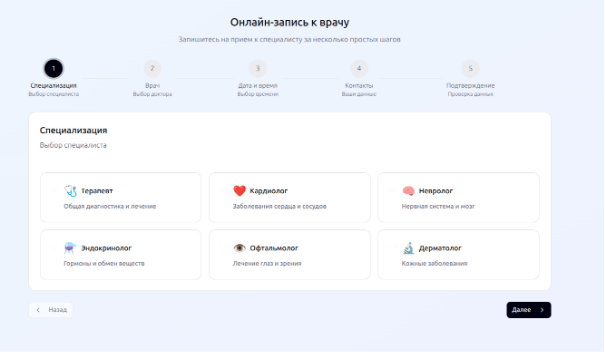 Онлайн-запись к врачу
Запишитесь на прием к специалисту за несколько простых шагов
1 2 3 4 5
Специализация Врач Дата и время Контакты Подтверждение
Выбор специалиста Выбор доктора Выбор времени Ваши данные Проверка данных
Специализация
Выбор специалиста
Терапевт Кардиолог Невролог
Общая диагностика и лечение Заболевания сердца и сосудов Нервная система и мозг
Эндокринолог Офтальмолог Дерматолог
Гормоны и обмен веществ Лечение глаз и зрения Кожные заболевания
Назад Далее